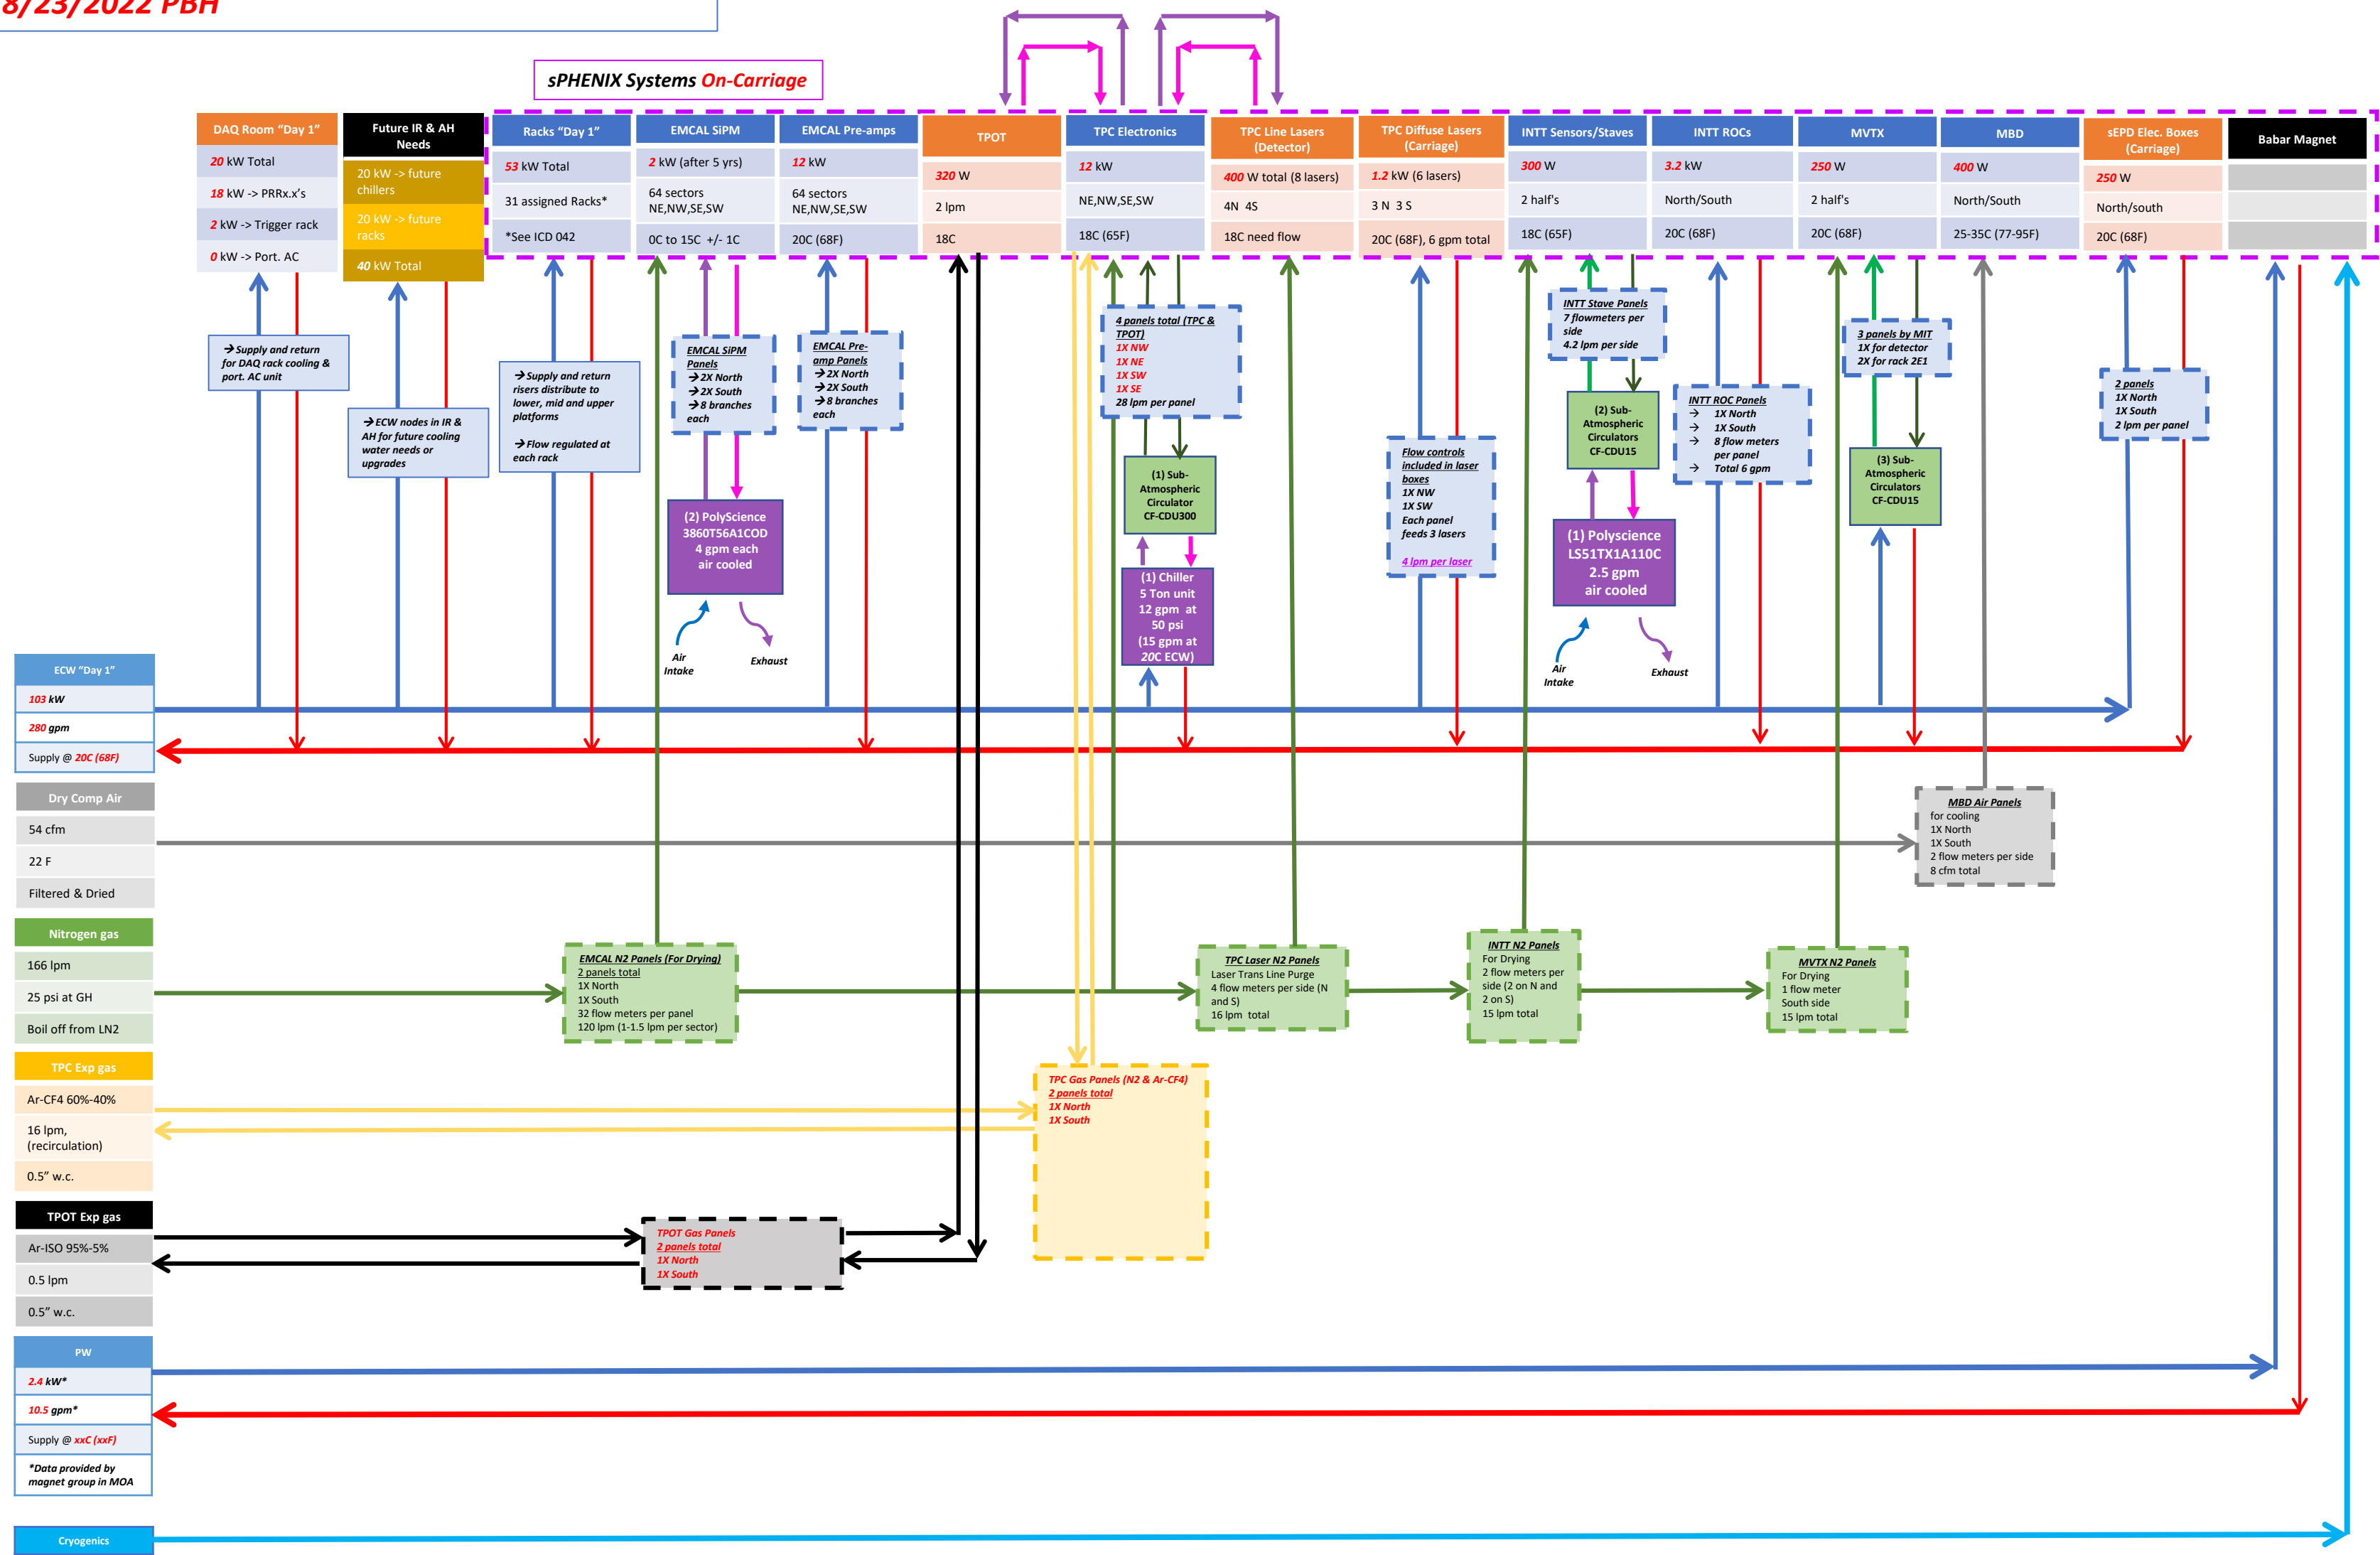 8/23/2022 PBH
sPHENIX Systems On-Carriage
DAQ Room “Day 1”
20 kW Total
18 kW -> PRRx.x’s
2 kW -> Trigger rack
0 kW -> Port. AC
Future IR & AH
Needs
20 kW -> future
chillers
20 kW -> future
racks
40 kW Total
Racks “Day 1”
53 kW Total
31 assigned Racks*
*See ICD 042
EMCAL SiPM
2 kW (after 5 yrs)
64 sectors
NE,NW,SE,SW
0C to 15C +/- 1C
EMCAL Pre-amps
12 kW
64 sectors
NE,NW,SE,SW
20C (68F)
TPOT
320 W
2 lpm
18C
TPC Electronics
12 kW
NE,NW,SE,SW
18C (65F)
TPC Line Lasers
(Detector)
400 W total (8 lasers)
4N 4S
18C need flow
TPC Diffuse Lasers
(Carriage)
1.2 kW (6 lasers)
3 N 3 S
20C (68F), 6 gpm total
INTT Sensors/Staves
300 W
2 half's
18C (65F)
INTT ROCs
3.2 kW
North/South
20C (68F)
MVTX
250 W
2 half's
20C (68F)
MBD
400 W
North/South
25-35C (77-95F)
sEPD Elec. Boxes
(Carriage)
250 W
North/south
20C (68F)
Babar Magnet
→Supply and return
for DAQ rack cooling &
port. AC unit
→ECW nodes in IR &
AH for future cooling
water needs or
upgrades
→Supply and return
risers distribute to
lower, mid and upper
platforms
→Flow regulated at
each rack
EMCAL SiPM
Panels
→2X North
→2X South
→8 branches
each
EMCAL Pre-
amp Panels
→2X North
→2X South
→8 branches
each
4 panels total (TPC &
TPOT)
1X NW
1X NE
1X SW
1X SE
28 lpm per panel
Flow controls
included in laser
boxes
1X NW
1X SW
Each panel
feeds 3 lasers
4 lpm per laser
INTT Stave Panels
7 flowmeters per
side
4.2 lpm per side
INTT ROC Panels
→ 1X North
→ 1X South
→ 8 flow meters
per panel
→ Total 6 gpm
3 panels by MIT
1X for detector
2X for rack 2E1
2 panels
1X North
1X South
2 lpm per panel
(2) PolyScience
3860T56A1COD
4 gpm each
air cooled
Air
Intake
Exhaust
(1) Sub-
Atmospheric
Circulator
CF-CDU300
(1) Chiller
5 Ton unit
12 gpm at
50 psi
(15 gpm at
20C ECW)
(2) Sub-
Atmospheric
Circulators
CF-CDU15
(1) Polyscience
LS51TX1A110C
2.5 gpm
air cooled
Air
Intake
Exhaust
(3) Sub-
Atmospheric
Circulators
CF-CDU15
ECW “Day 1”
103 kW
280 gpm
Supply @ 20C (68F)
Dry Comp Air
54 cfm
22 F
Filtered & Dried
MBD Air Panels
for cooling
1X North
1X South
2 flow meters per side
8 cfm total
Nitrogen gas
166 lpm
25 psi at GH
Boil off from LN2
EMCAL N2 Panels (For Drying)
2 panels total
1X North
1X South
32 flow meters per panel
120 lpm (1-1.5 lpm per sector)
TPC Laser N2 Panels
Laser Trans Line Purge
4 flow meters per side (N
and S)
16 lpm total
INTT N2 Panels
For Drying
2 flow meters per
side (2 on N and
2 on S)
15 lpm total
MVTX N2 Panels
For Drying
1 flow meter
South side
15 lpm total
TPC Exp gas
Ar-CF4 60%-40%
16 lpm,
(recirculation)
0.5” w.c.
TPC Gas Panels (N2 & Ar-CF4)
2 panels total
1X North
1X South
TPOT Exp gas
Ar-ISO 95%-5%
0.5 lpm
0.5” w.c.
TPOT Gas Panels
2 panels total
1X North
1X South
PW
2.4 kW*
10.5 gpm*
Supply @ xxC (xxF)
*Data provided by
magnet group in MOA
Cryogenics